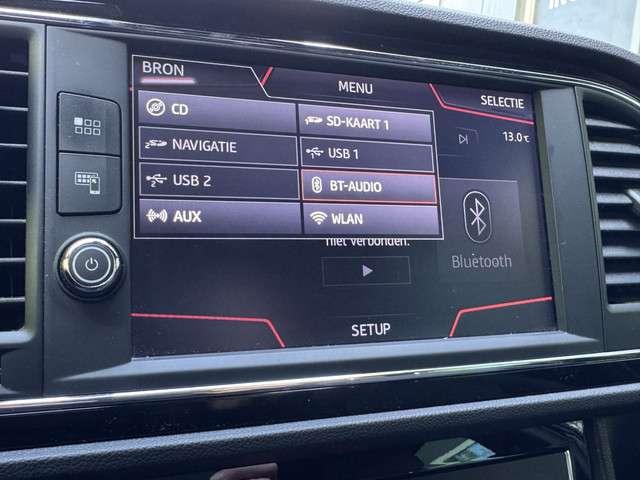 BRON
MENU
SELECTIE
CD
SD-KAART 1
13.0 °C
NAVIGATIE
USB 1
USB 2
BT-AUDIO
AUX
WLAN
niet verbonden.
Bluetooth
SETUP